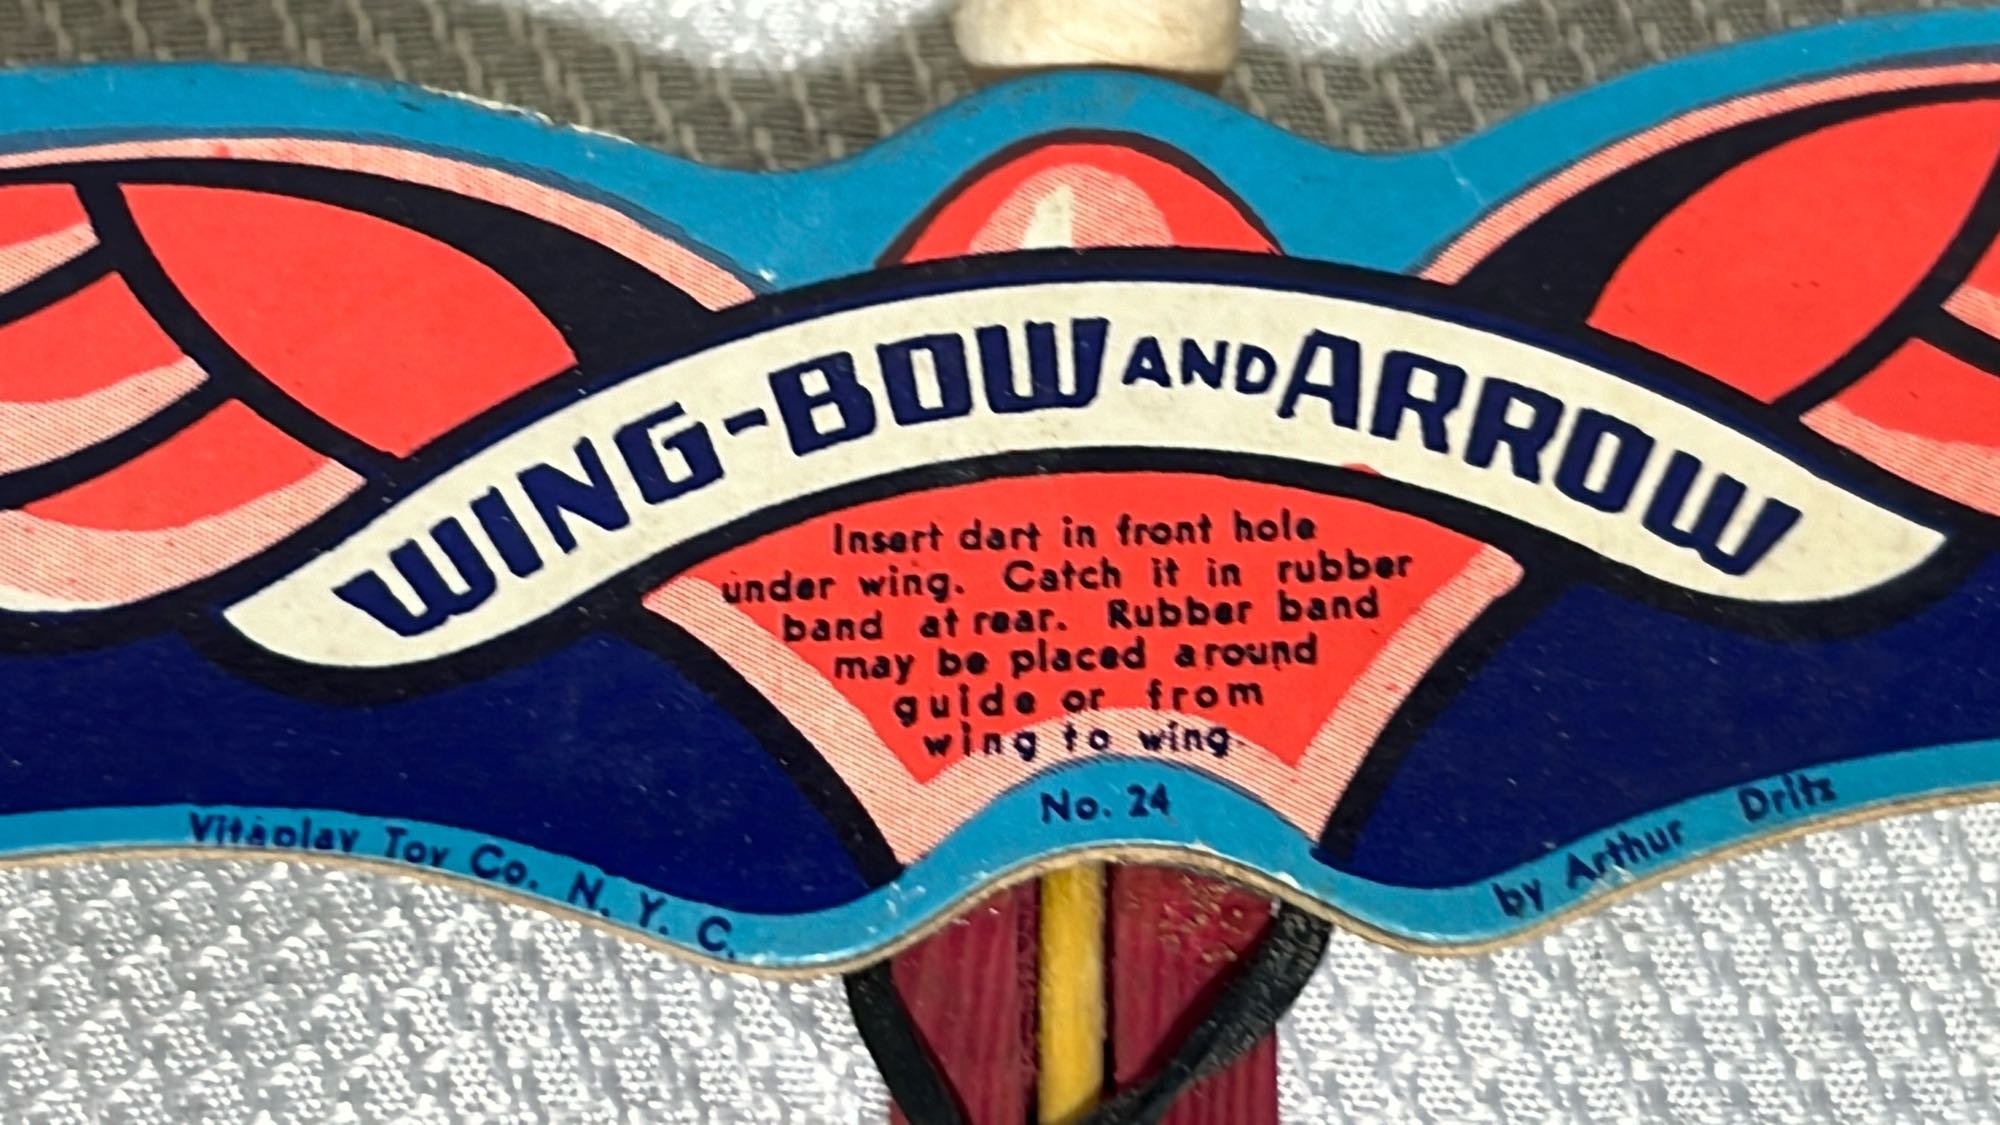 WING-BOW AND ARROW
Insert dart in front hole
under wing. Catch it in rubber
band at rear. Rubber band
may be placed around
guide or from
wing to wing.
No. 24
Vitaplay Toy Co. N. Y. C.
by Arthur Dritz